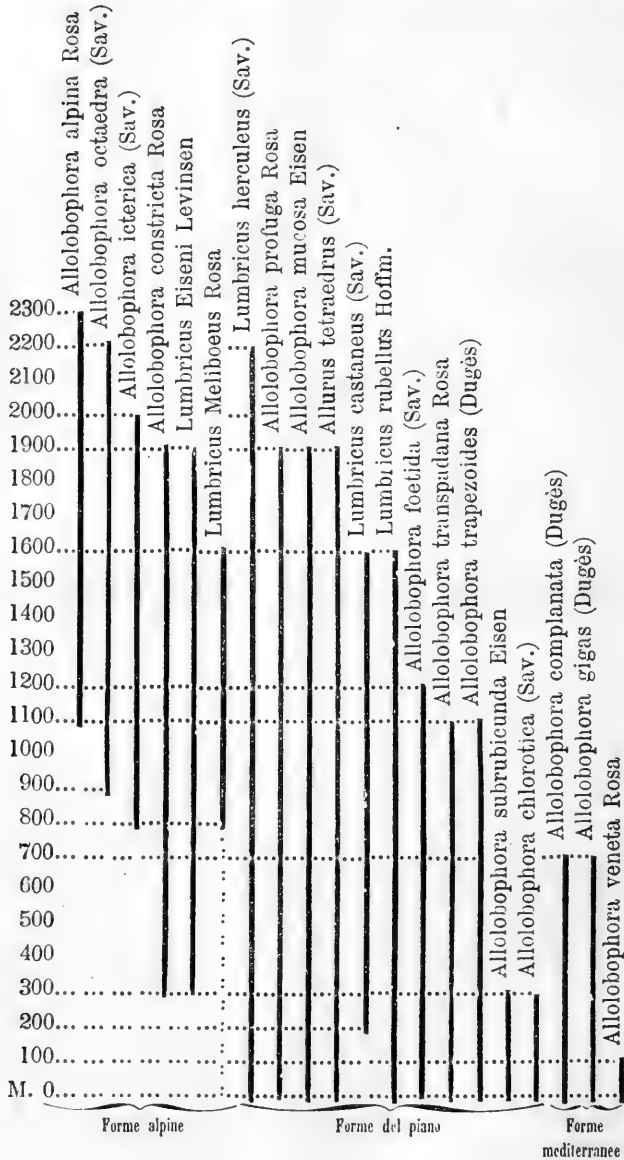 Allolobophora alpina Rosa
Allolobophora octaedra (Sav.)
Allolobophora icterica (Sav.)
Allolobophora constricta Rosa
Lumbricus Eiseni Levinsen
Lumbricus Meliboeus Rosa
Lumbricus herculeus (Sav.)
Allolobophora profuga Rosa
Allolobophora mucosa Eisen
Allurus tetraedrus (Sav.)
Lumbricus castaneus (Sav.)
Lumbricus rubellus Hoffm.
Allolobophora foetida (Sav.)
Allolobophora transpadana Rosa
Allolobophora trapezoides (Dugès)
Allolobophora subrubicunda Eisen
Allolobophora chlorotica (Sav.)
Allolobophora complanata (Dugès)
Allolobophora gigas (Dugès)
Allolobophora veneta Rosa
2300
2200
2100
2000
1900
1800
1700
1600
1500
1400
1300
1200
1100
1000
900
800
700
600
500
400
300
200
100
M. 0
Forme alpine
Forme del piano
Forme
mediterranee